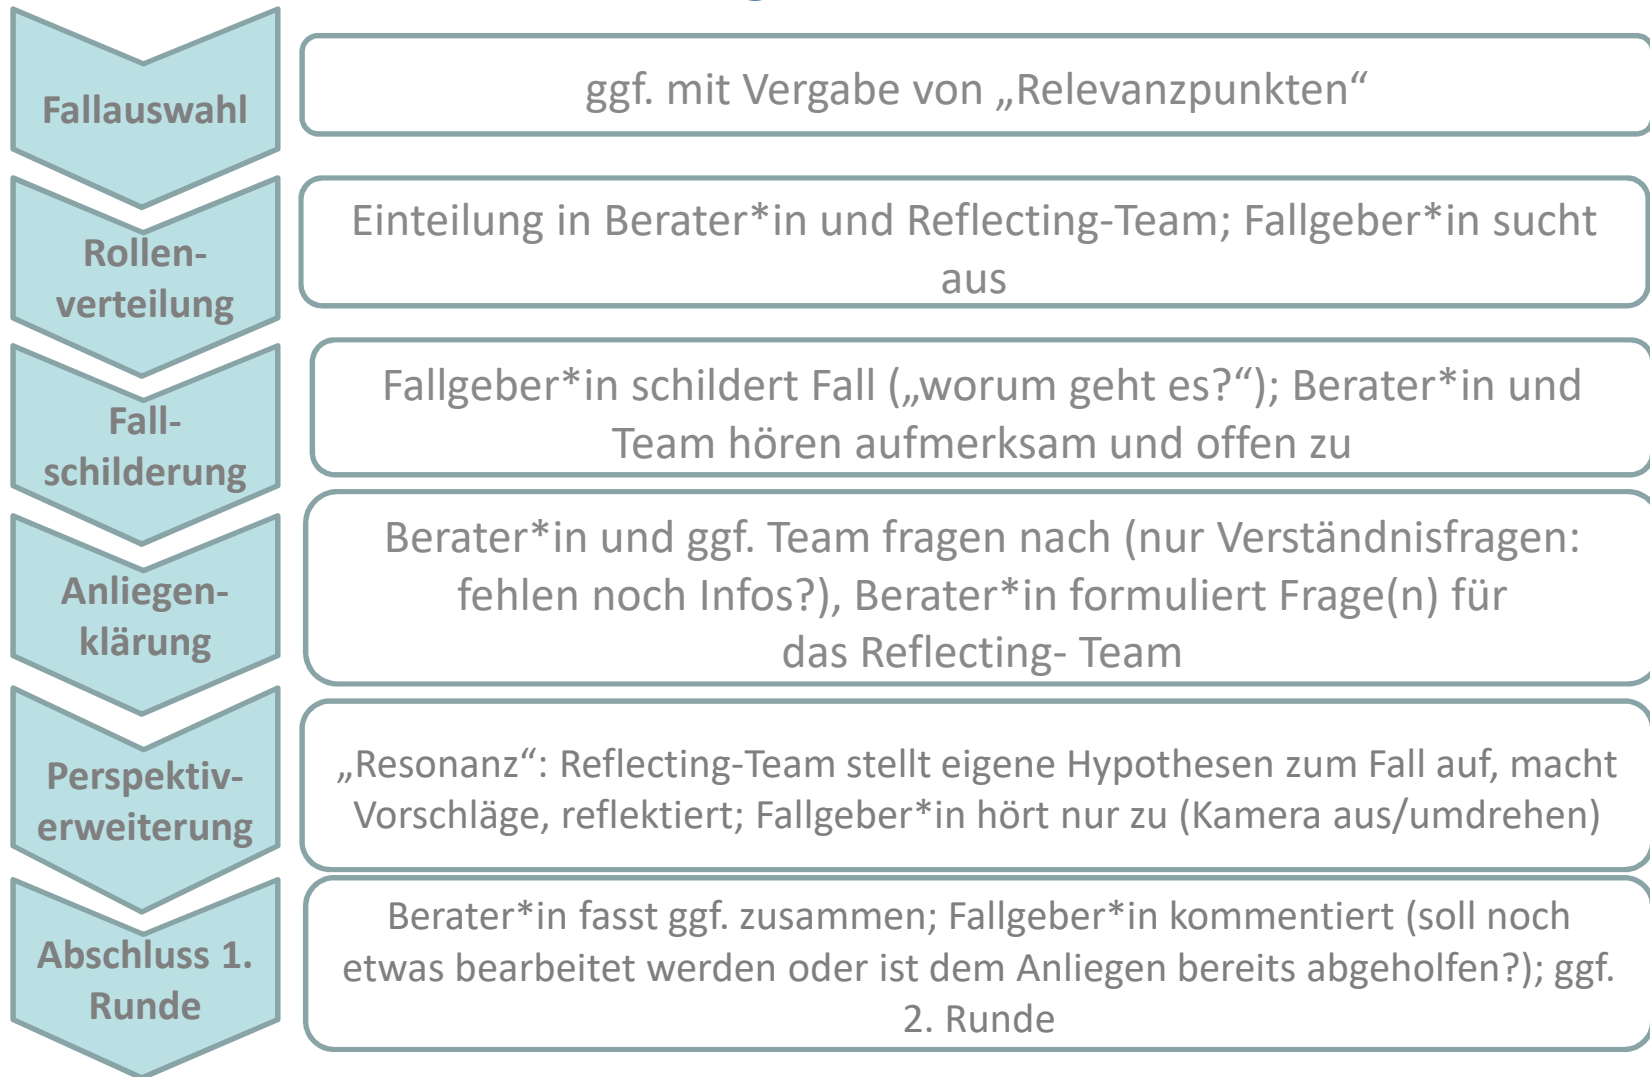 Fallauswahl
ggf. mit Vergabe von „Relevanzpunkten“
Rollen-
verteilung
Einteilung in Berater*in und Reflecting-Team; Fallgeber*in sucht
aus
Fall-
schilderung
Fallgeber*in schildert Fall („worum geht es?“); Berater*in und
Team hören aufmerksam und offen zu
Anliegen-
klärung
Berater*in und ggf. Team fragen nach (nur Verständnisfragen:
fehlen noch Infos?), Berater*in formuliert Frage(n) für
das Reflecting- Team
Perspektiv-
erweiterung
„Resonanz“: Reflecting-Team stellt eigene Hypothesen zum Fall auf, macht
Vorschläge, reflektiert; Fallgeber*in hört nur zu (Kamera aus/umdrehen)
Abschluss 1.
Runde
Berater*in fasst ggf. zusammen; Fallgeber*in kommentiert (soll noch
etwas bearbeitet werden oder ist dem Anliegen bereits abgeholfen?); ggf.
2. Runde